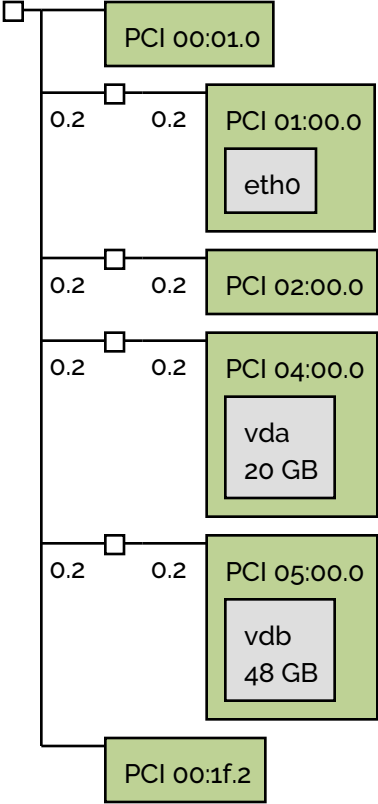 PCI 00:01.0
0.2 0.2 PCI 01:00.0
eth0
0.2 0.2 PCI 02:00.0
0.2 0.2 PCI 04:00.0
vda
20 GB
0.2 0.2 PCI 05:00.0
vdb
48 GB
PCI 00:1f.2